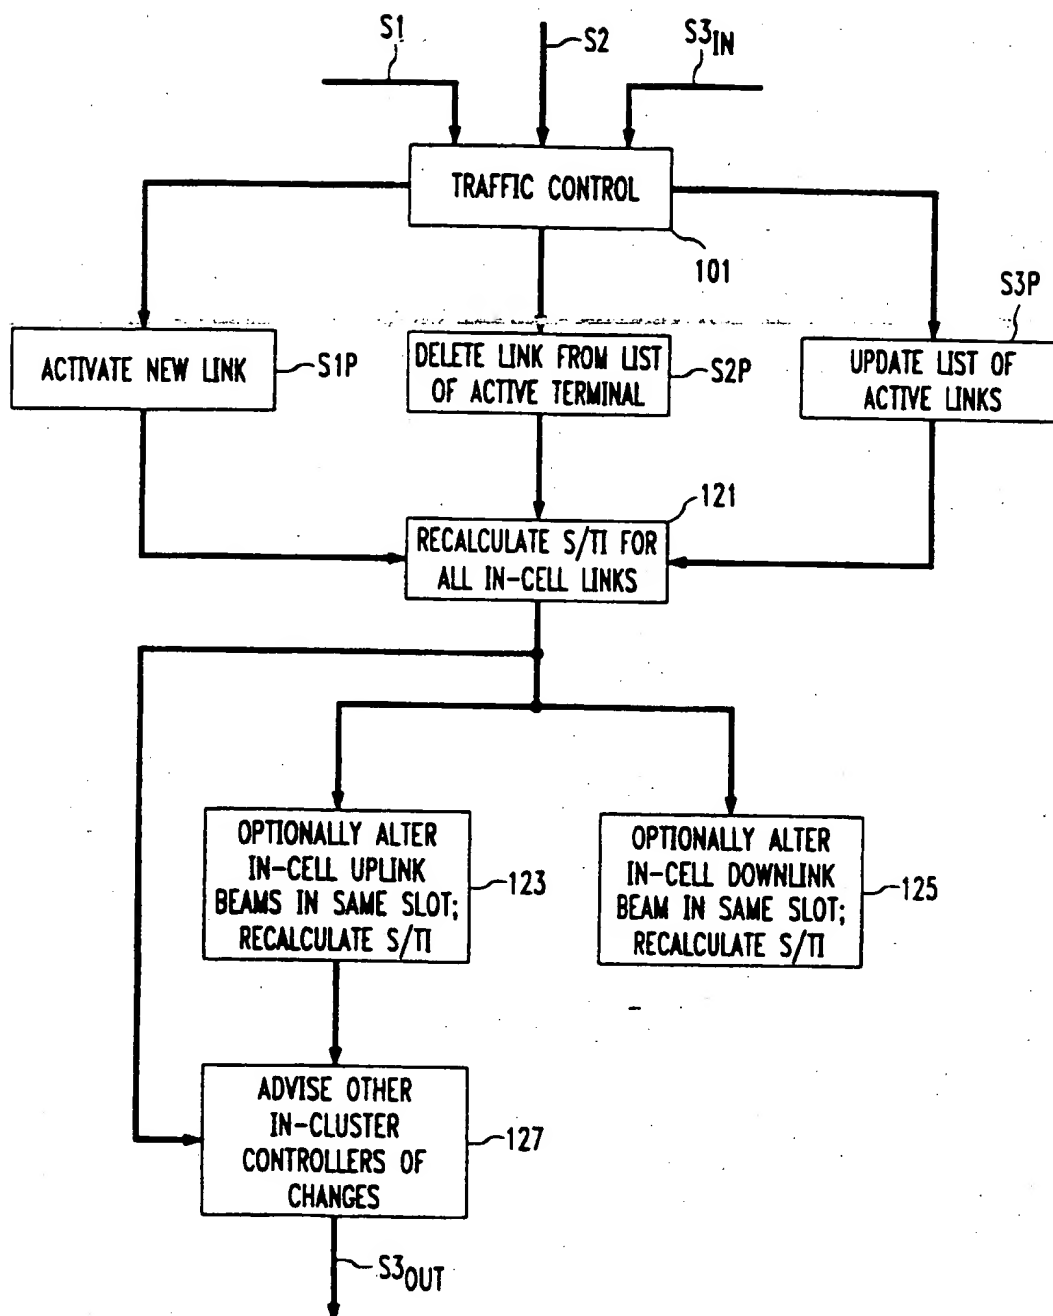 S1
S2
S3IN
TRAFFIC CONTROL
101
S3P
ACTIVATE NEW LINK
S1P
DELETE LINK FROM LIST
OF ACTIVE TERMINAL
S2P
UPDATE LIST OF
ACTIVE LINKS
121
RECALCULATE S/TI FOR
ALL IN-CELL LINKS
OPTIONALLY ALTER
IN-CELL UPLINK
BEAMS IN SAME SLOT;
RECALCULATE S/TI
123
OPTIONALLY ALTER
IN-CELL DOWNLINK
BEAM IN SAME SLOT;
RECALCULATE S/TI
125
ADVISE OTHER
IN-CLUSTER
CONTROLLERS OF
CHANGES
127
S3OUT